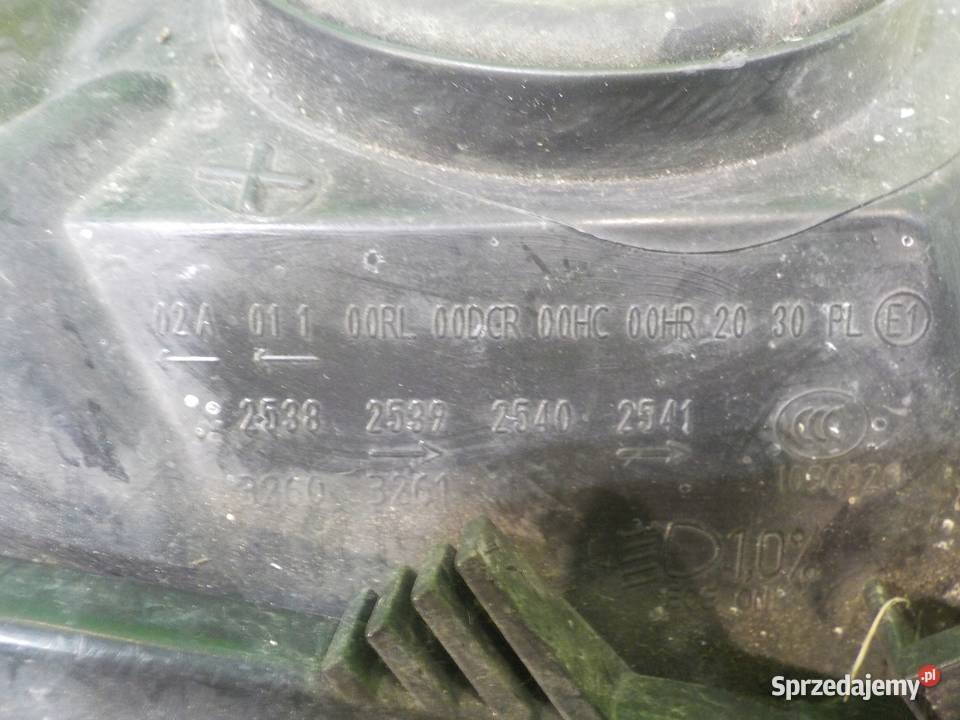 02A 01 1 00RL 00DCR 00HC 00HR 20 30 PL E1
2538 2539 2540 2541
CCC
3260 3261
10%
Sprzedajemy.pl